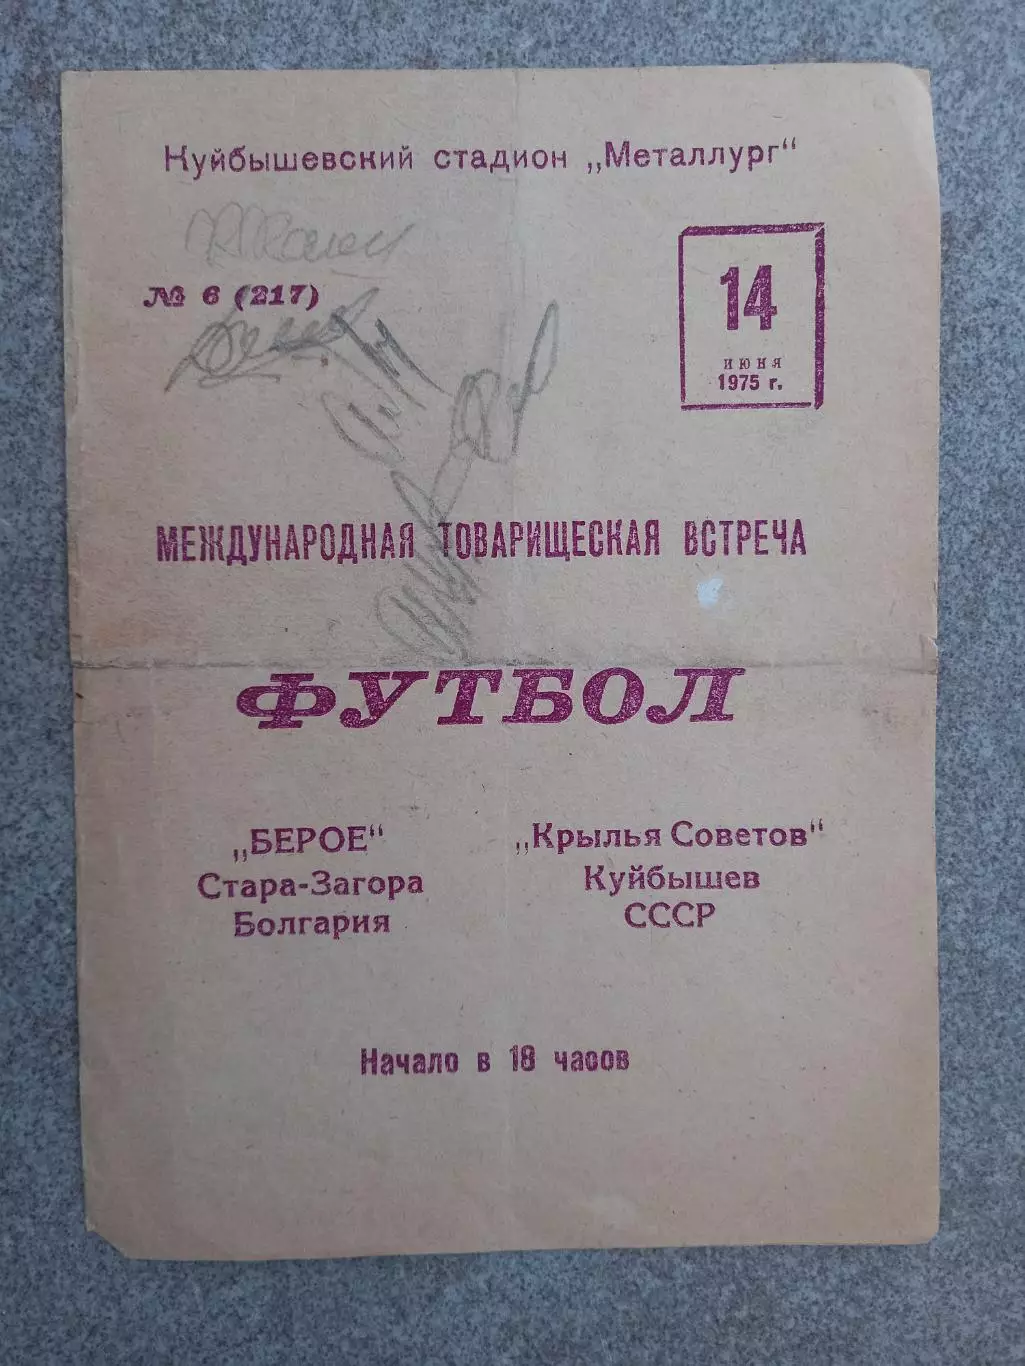 Куйбышевский стадион „Металлург“
№ 6 (217)
14
июня
1975 г.
МЕЖДУНАРОДНАЯ ТОВАРИЩЕСКАЯ ВСТРЕЧА
ФУТБОЛ
„БЕРОЕ“
Стара-Загора
Болгария
„Крылья Советов“
Куйбышев
СССР
Начало в 18 часов